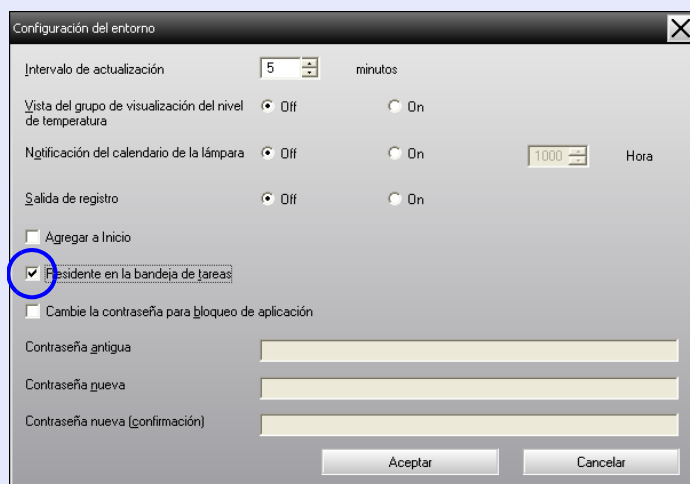 Configuración del entorno
Intervalo de actualización 5 minutos
Vista del grupo de visualización del nivel de temperatura Off On
Notificación del calendario de la lámpara Off On 1000 Hora
Salida de registro Off On
Agregar a Inicio
Residente en la bandeja de tareas
Cambie la contraseña para bloqueo de aplicación
Contraseña antigua
Contraseña nueva
Contraseña nueva (confirmación)
Aceptar Cancelar